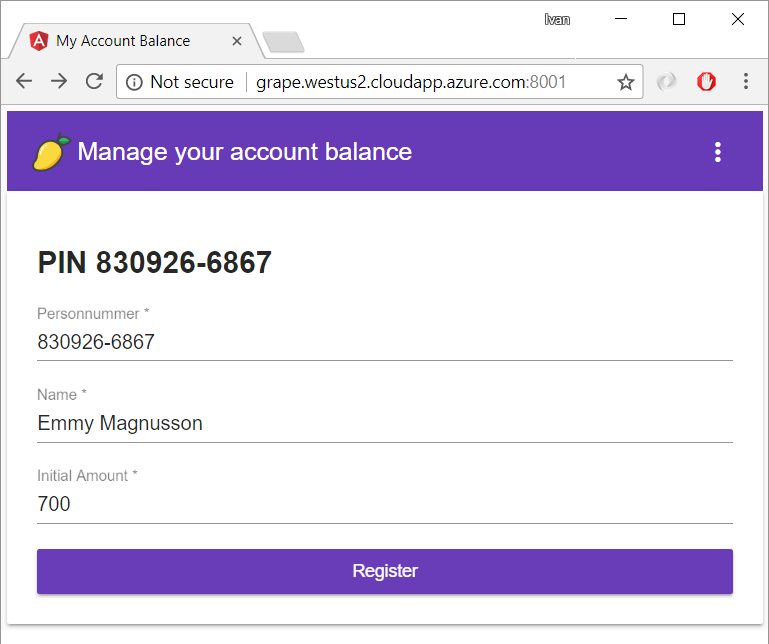 Ivan
My Account Balance
Not secure grape.westus2.cloudapp.azure.com:8001
Manage your account balance
PIN 830926-6867
Personnummer *
830926-6867
Name *
Emmy Magnusson
Initial Amount *
700
Register